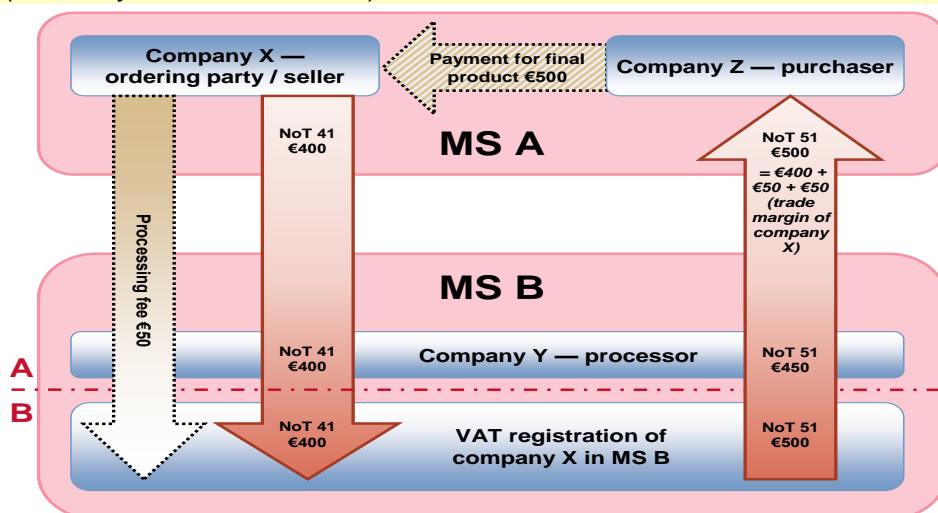 Company X —
ordering party / seller
Payment for final
product €500
Company Z — purchaser
NoT 41
€400
MS A
NoT 51
€500
= €400 +
€50 + €50
(trade
margin of
company
X)
Processing fee €50
MS B
A
NoT 41
€400
Company Y — processor
NoT 51
€450
B
NoT 41
€400
VAT registration of
company X in MS B
NoT 51
€500